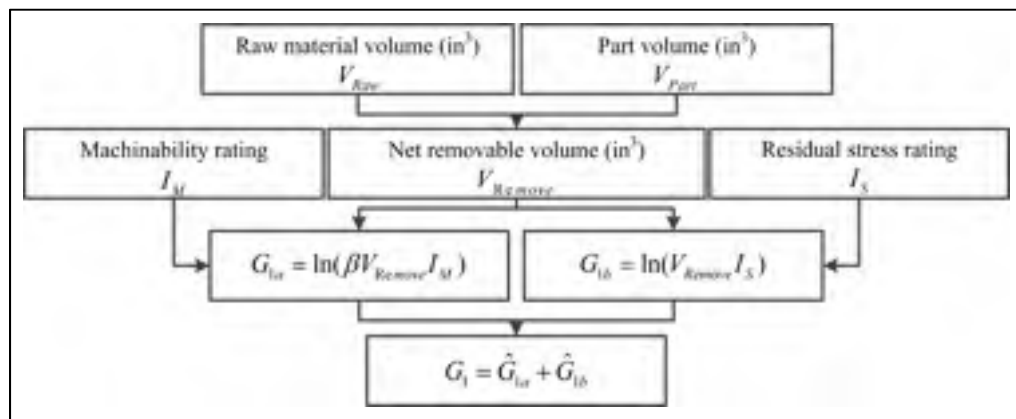 Raw material volume (in³)
V_Raw
Part volume (in³)
V_Part
Machinability rating
I_M
Net removable volume (in³)
V_Remove
Residual stress rating
I_S
G_1a = ln(βV_Remove I_M)
G_1b = ln(V_Remove I_S)
G_1 = Ĝ_1a + Ĝ_1b